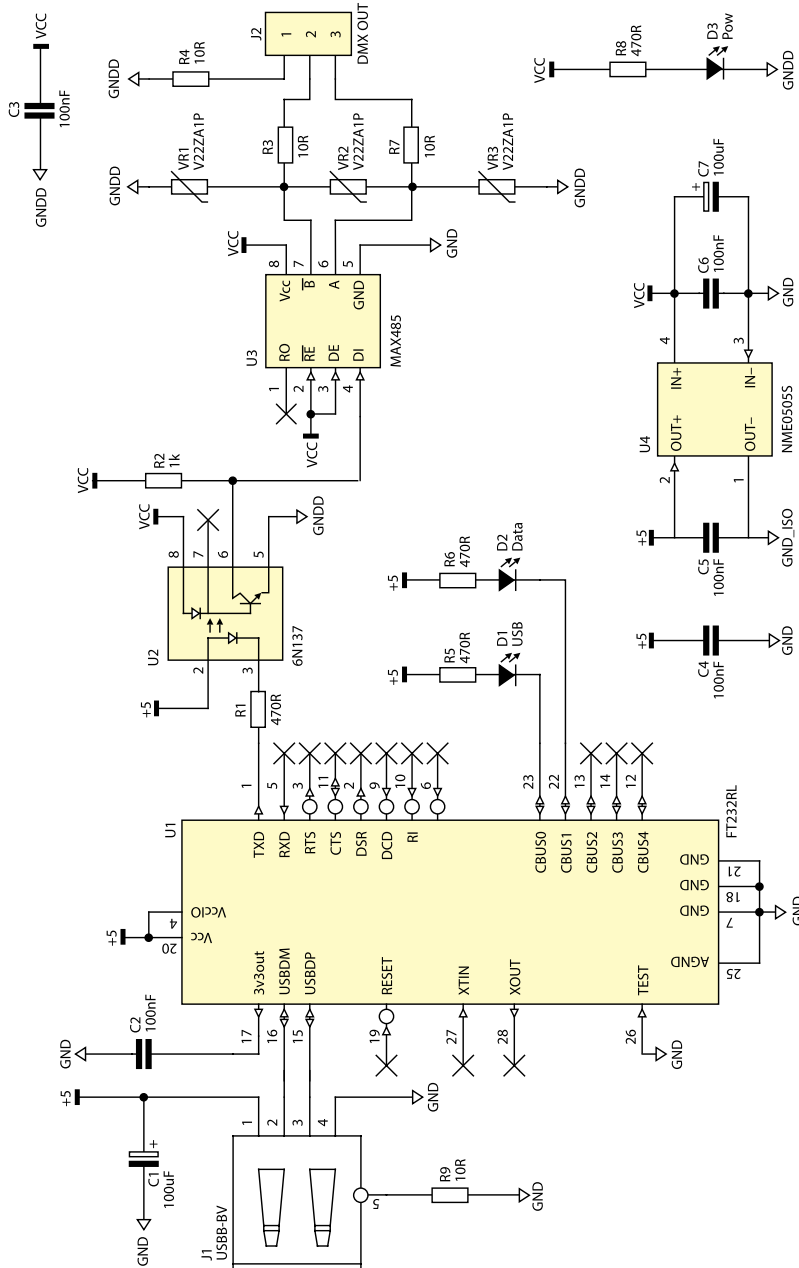 C3
100nF
VCC
GNDD
J2
DMX OUT
1
2
3
R4
10R
GNDD
R3
10R
R7
10R
VR1
V22ZA1P
VR2
V22ZA1P
VR3
V22ZA1P
GNDD
GNDD
R8
470R
D3
Pow
VCC
GNDD
U3
MAX485
RO
RE
DE
DI
Vcc
B
A
GND
1
2
3
4
8
7
6
5
VCC
VCC
GND
C7
100uF
+
C6
100nF
VCC
GND
U4
NME0505S
OUT+
OUT−
IN+
IN−
2
1
4
3
+5
C5
100nF
GND_ISO
+5
C4
100nF
GND
R2
1k
VCC
VCC
U2
6N137
8
7
6
5
2
3
GNDD
+5
R1
470R
R6
470R
D2
Data
+5
R5
470R
D1
USB
+5
U1
FT232RL
TXD
RXD
RTS
CTS
DSR
DCD
RI
CBUS0
CBUS1
CBUS2
CBUS3
CBUS4
1
5
3
11
2
9
10
6
23
22
13
14
12
VccIO
Vcc
4
20
+5
GND
GND
GND
AGND
21
18
7
25
GND
3v3out
USBDM
USBDP
RESET
XTIN
XOUT
TEST
17
16
15
19
27
28
26
GND
C2
100nF
GND
+5
C1
100uF
+
GND
J1
USBB-BV
1
2
3
4
5
GND
R9
10R
GND